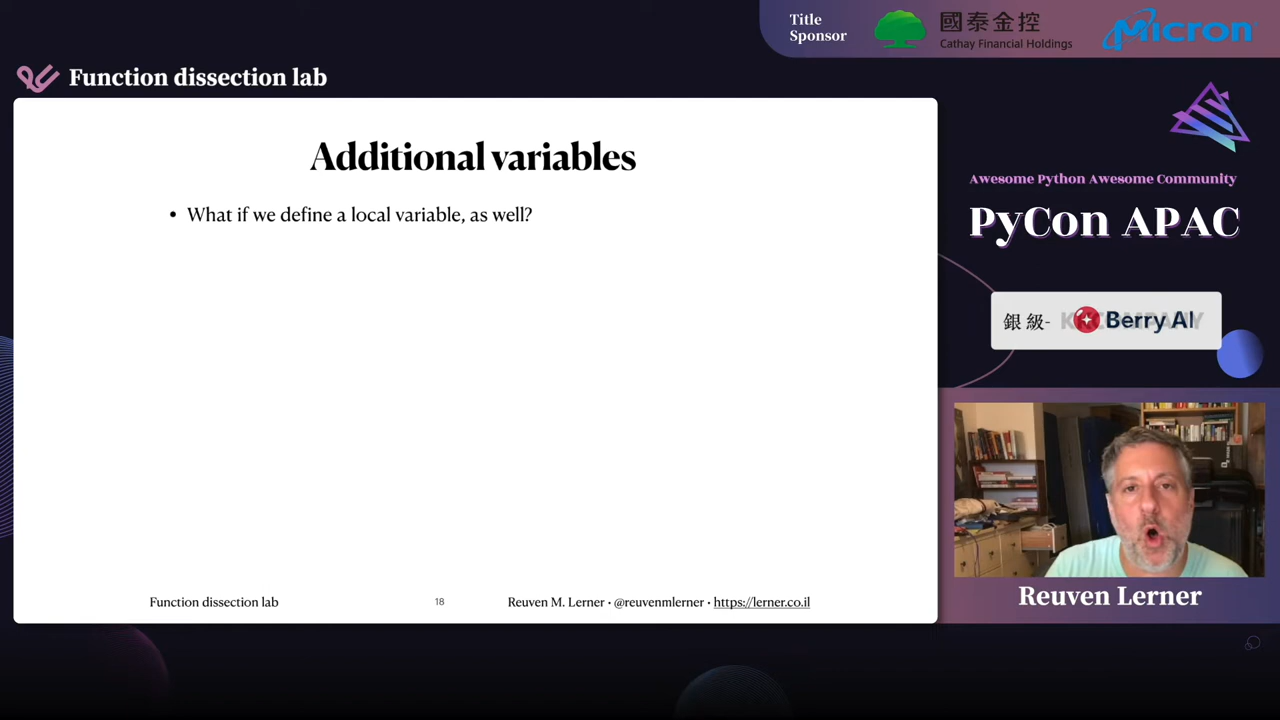 Title
Sponsor
國泰金控
Cathay Financial Holdings
Micron
Function dissection lab
Additional variables
• What if we define a local variable, as well?
Function dissection lab
18
Reuven M. Lerner • @reuvenmlerner • https://lerner.co.il
Awesome Python Awesome Community
PyCon APAC
銀級-
Berry AI
Reuven Lerner